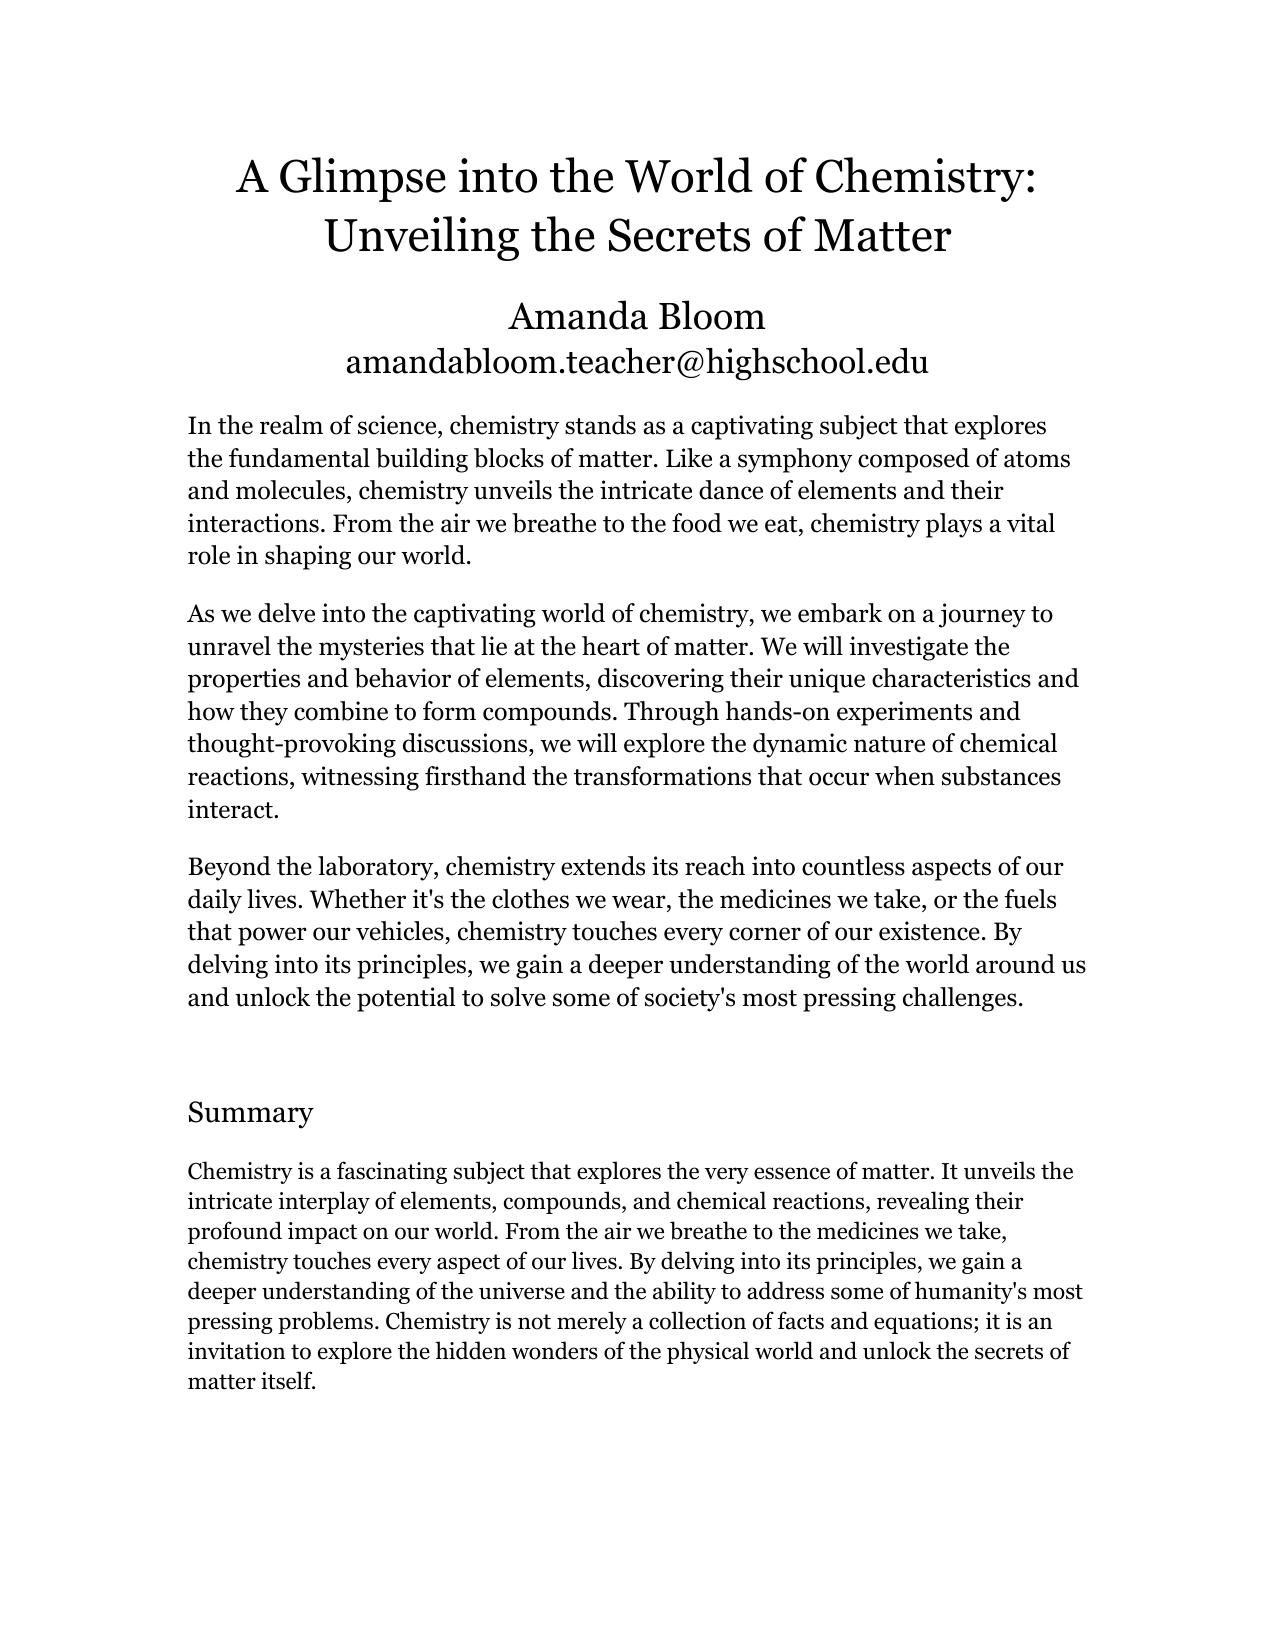 A Glimpse into the World of Chemistry:
Unveiling the Secrets of Matter
Amanda Bloom
amandabloom.teacher@highschool.edu
In the realm of science, chemistry stands as a captivating subject that explores
the fundamental building blocks of matter. Like a symphony composed of atoms
and molecules, chemistry unveils the intricate dance of elements and their
interactions. From the air we breathe to the food we eat, chemistry plays a vital
role in shaping our world.
As we delve into the captivating world of chemistry, we embark on a journey to
unravel the mysteries that lie at the heart of matter. We will investigate the
properties and behavior of elements, discovering their unique characteristics and
how they combine to form compounds. Through hands-on experiments and
thought-provoking discussions, we will explore the dynamic nature of chemical
reactions, witnessing firsthand the transformations that occur when substances
interact.
Beyond the laboratory, chemistry extends its reach into countless aspects of our
daily lives. Whether it's the clothes we wear, the medicines we take, or the fuels
that power our vehicles, chemistry touches every corner of our existence. By
delving into its principles, we gain a deeper understanding of the world around us
and unlock the potential to solve some of society's most pressing challenges.
Summary
Chemistry is a fascinating subject that explores the very essence of matter. It unveils the
intricate interplay of elements, compounds, and chemical reactions, revealing their
profound impact on our world. From the air we breathe to the medicines we take,
chemistry touches every aspect of our lives. By delving into its principles, we gain a
deeper understanding of the universe and the ability to address some of humanity's most
pressing problems. Chemistry is not merely a collection of facts and equations; it is an
invitation to explore the hidden wonders of the physical world and unlock the secrets of
matter itself.